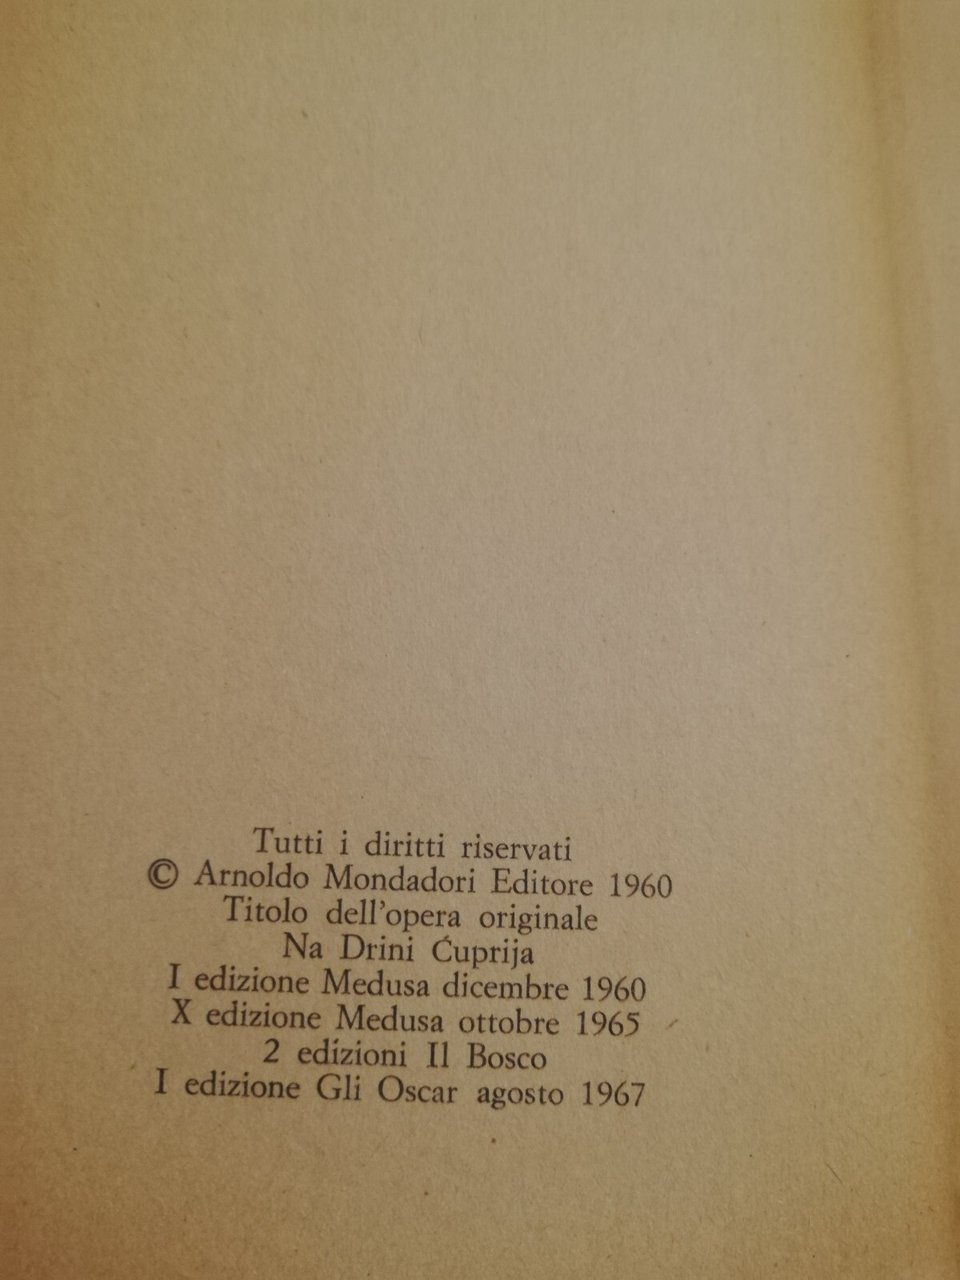 Tutti i diritti riservati
© Arnoldo Mondadori Editore 1960
Titolo dell'opera originale
Na Drini Ćuprija
I edizione Medusa dicembre 1960
X edizione Medusa ottobre 1965
2 edizioni Il Bosco
I edizione Gli Oscar agosto 1967